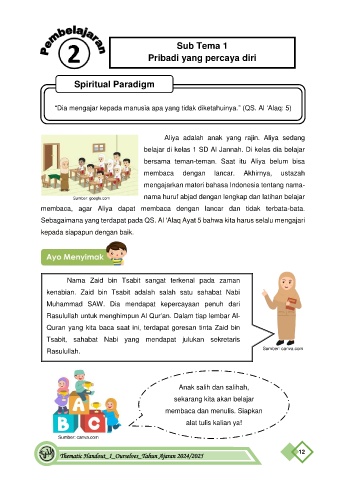 Pembelajaran
2
Sub Tema 1
Pribadi yang percaya diri
Spiritual Paradigm
“Dia mengajar kepada manusia apa yang tidak diketahuinya.” (QS. Al 'Alaq: 5)
Aliya adalah anak yang rajin. Aliya sedang
belajar di kelas 1 SD Al Jannah. Di kelas dia belajar
bersama teman-teman. Saat itu Aliya belum bisa
membaca dengan lancar. Akhirnya, ustazah
mengajarkan materi bahasa Indonesia tentang nama-
nama huruf abjad dengan lengkap dan latihan belajar
Sumber: google.com
membaca, agar Aliya dapat membaca dengan lancar dan tidak terbata-bata.
Sebagaimana yang terdapat pada QS. Al 'Alaq Ayat 5 bahwa kita harus selalu mengajari
kepada siapapun dengan baik.
Ayo Menyimak
Nama Zaid bin Tsabit sangat terkenal pada zaman
kenabian. Zaid bin Tsabit adalah salah satu sahabat Nabi
Muhammad SAW. Dia mendapat kepercayaan penuh dari
Rasulullah untuk menghimpun Al Qur'an. Dalam tiap lembar Al-
Quran yang kita baca saat ini, terdapat goresan tinta Zaid bin
Tsabit, sahabat Nabi yang mendapat julukan sekretaris
Rasulullah.
Sumber: canva.com
Anak salih dan salihah,
sekarang kita akan belajar
membaca dan menulis. Siapkan
alat tulis kalian ya!
A
B C
Sumber: canva.com
Thematic Handout_1_Ourselves_Tahun Ajaran 2024/2025
12